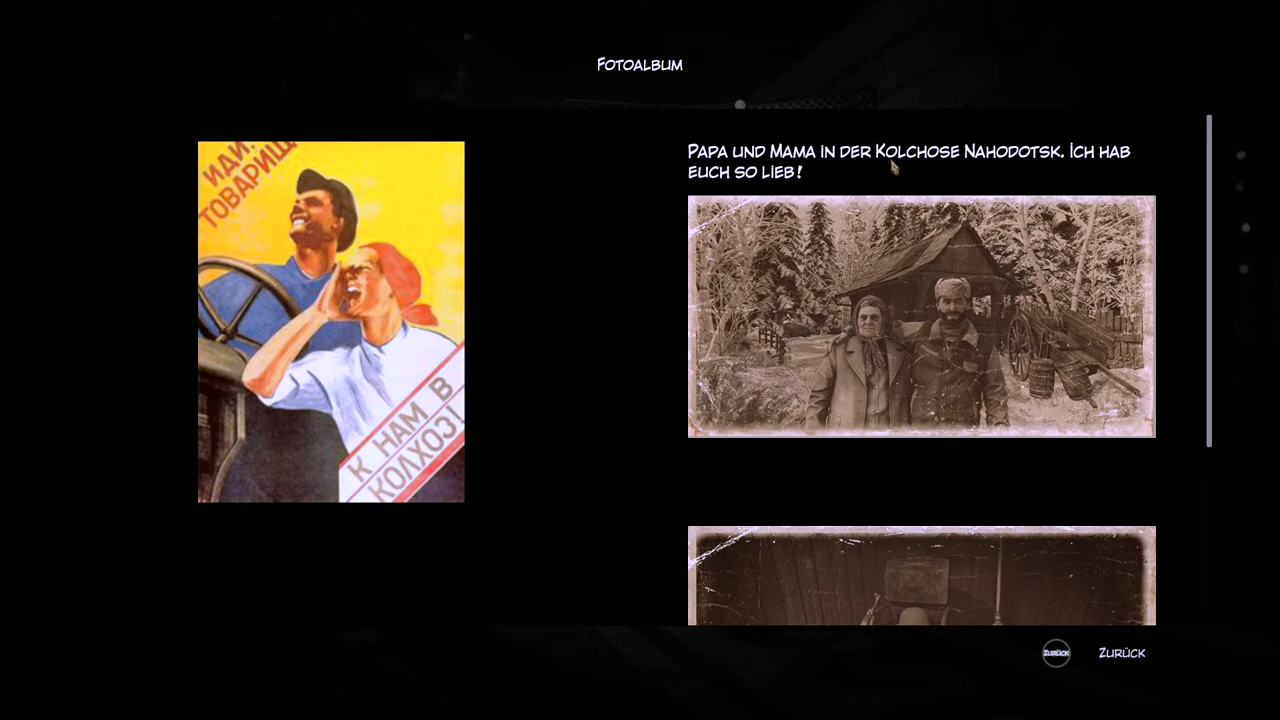 Fotoalbum
ИДИ,
ТОВАРИЩ
К НАМ В
КОЛХОЗ!
Papa und Mama in der Kolchose Nahodotsk. Ich hab
euch so lieb!
Zurück
Zurück